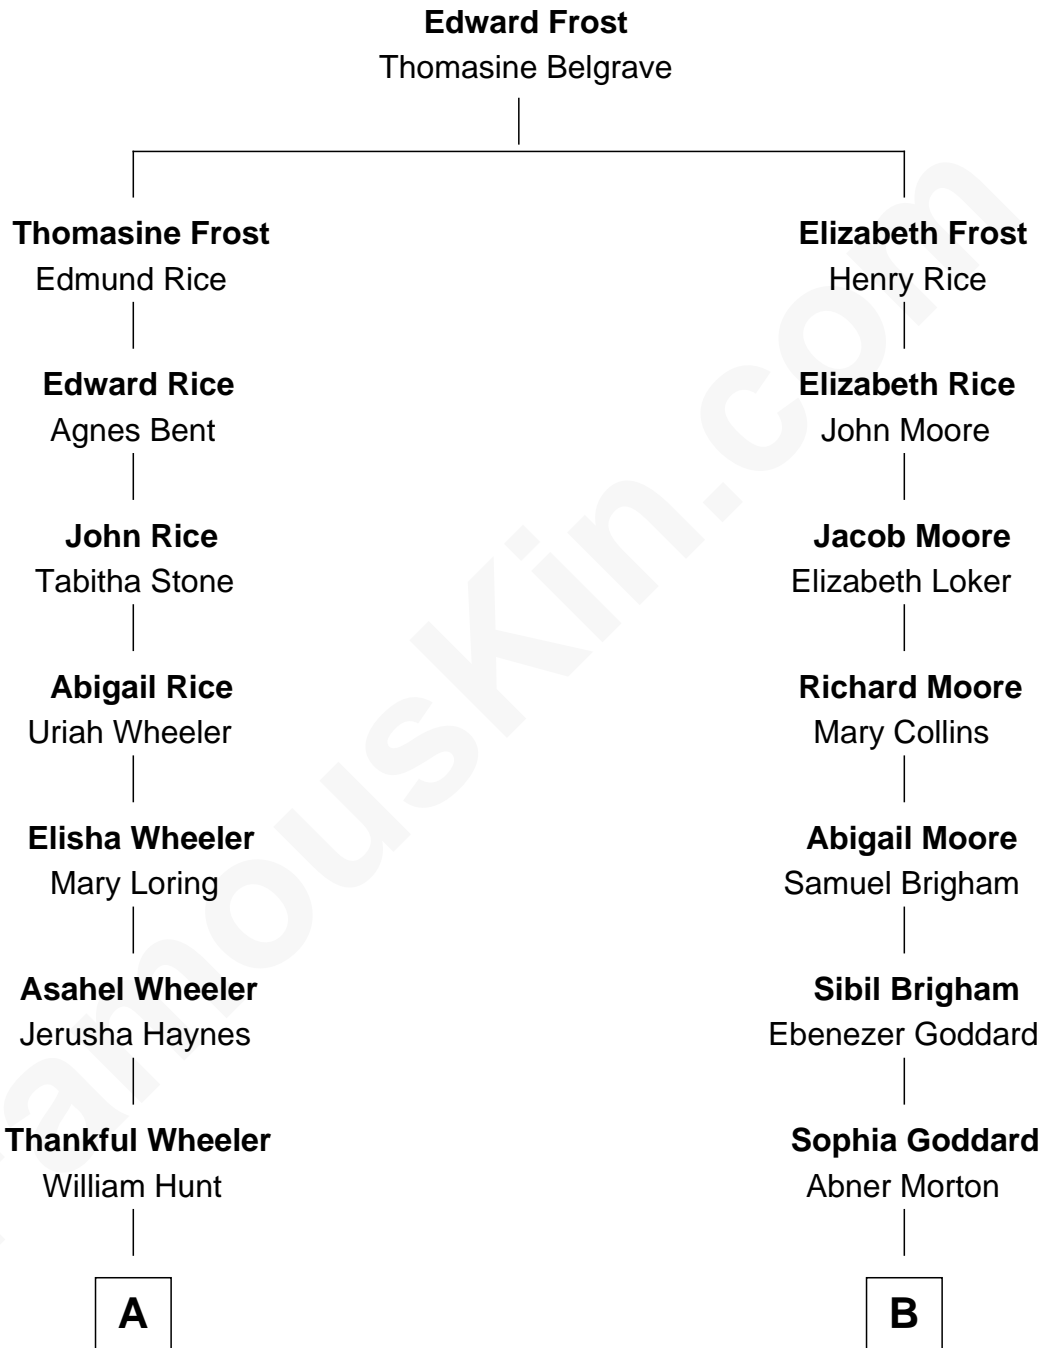 Edward Frost
Thomasine Belgrave
Thomasine Frost
Edmund Rice
Elizabeth Frost
Henry Rice
Edward Rice
Agnes Bent
Elizabeth Rice
John Moore
John Rice
Tabitha Stone
Jacob Moore
Elizabeth Loker
Abigail Rice
Uriah Wheeler
Richard Moore
Mary Collins
Elisha Wheeler
Mary Loring
Abigail Moore
Samuel Brigham
Asahel Wheeler
Jerusha Haynes
Sibil Brigham
Ebenezer Goddard
Thankful Wheeler
William Hunt
Sophia Goddard
Abner Morton
A
B
FamousKin.com